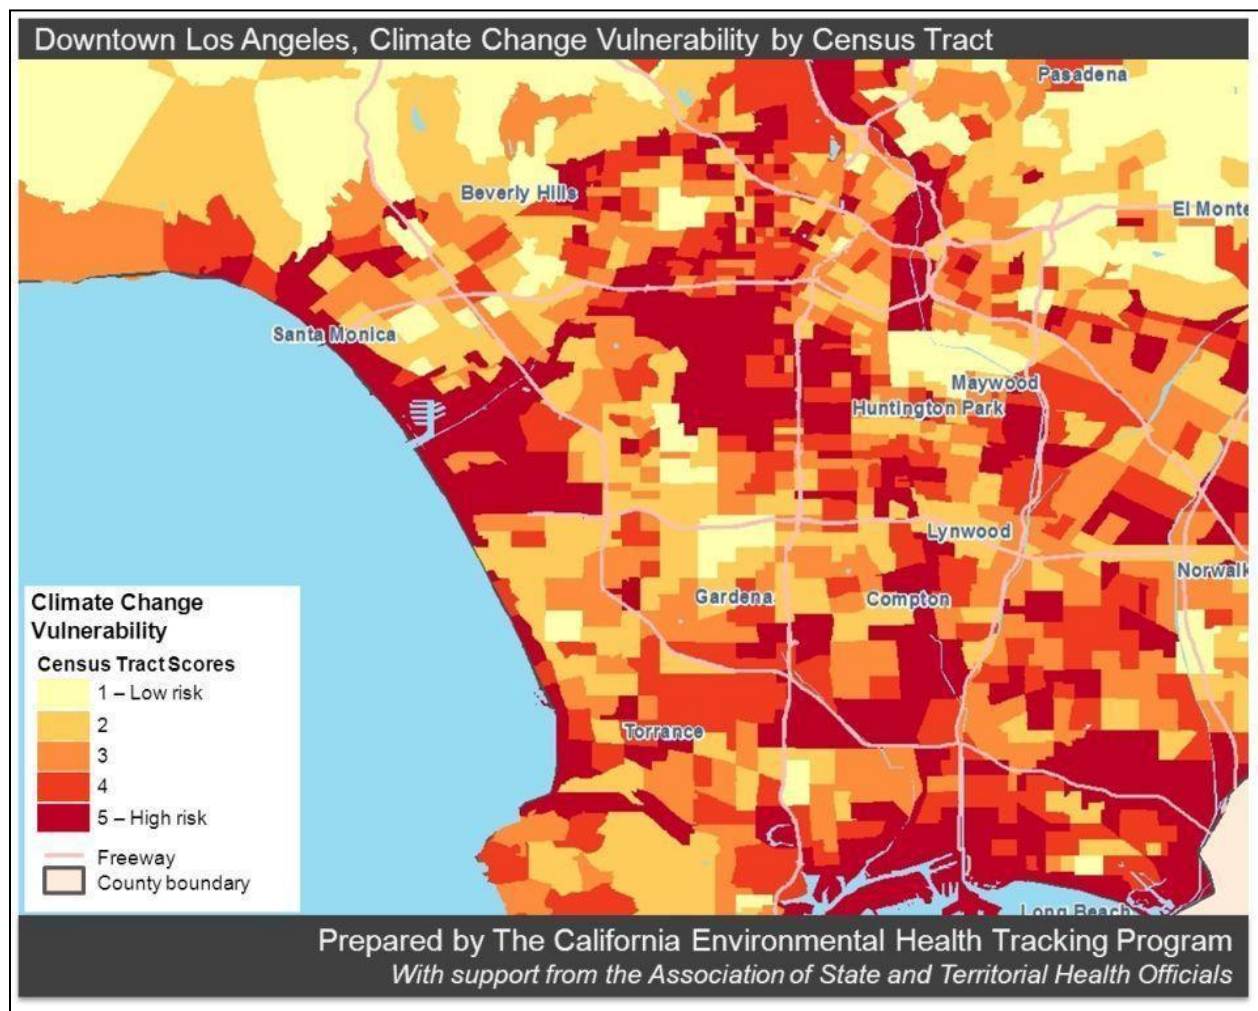 Downtown Los Angeles, Climate Change Vulnerability by Census Tract
Pasadena
Beverly Hills
El Monte
Santa Monica
Maywood
Huntington Park
Lynwood
Norwalk
Gardena
Compton
Torrance
Long Beach
Climate Change
Vulnerability
Census Tract Scores
1 – Low risk
2
3
4
5 – High risk
Freeway
County boundary
Prepared by The California Environmental Health Tracking Program
With support from the Association of State and Territorial Health Officials